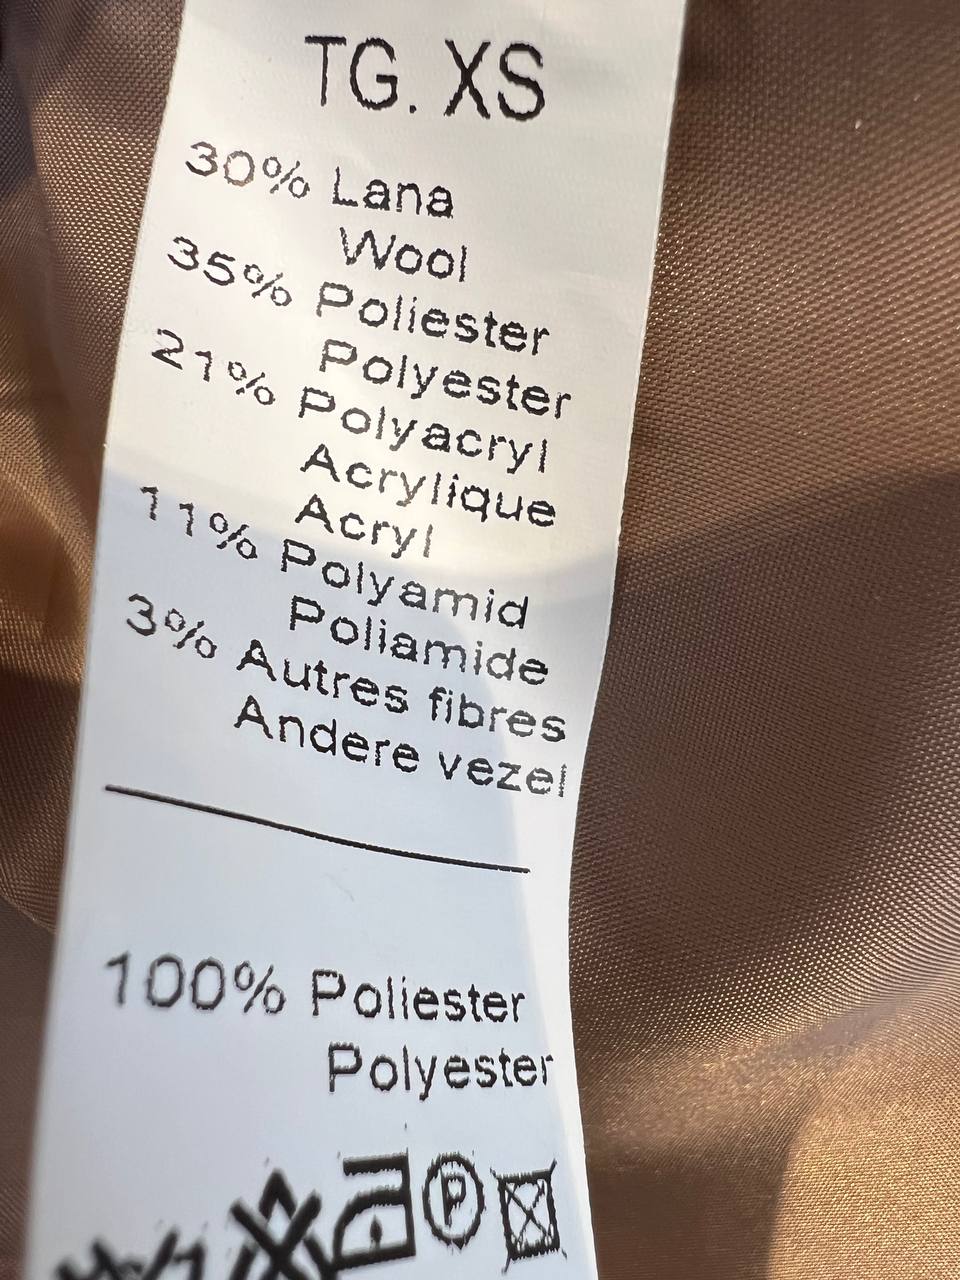 TG. XS
30% Lana
Wool
35% Poliester
Polyester
21% Polyacryl
Acrylique
Acryl
11% Polyamid
Poliamide
3% Autres fibres
Andere vezel
100% Poliester
Polyester
P